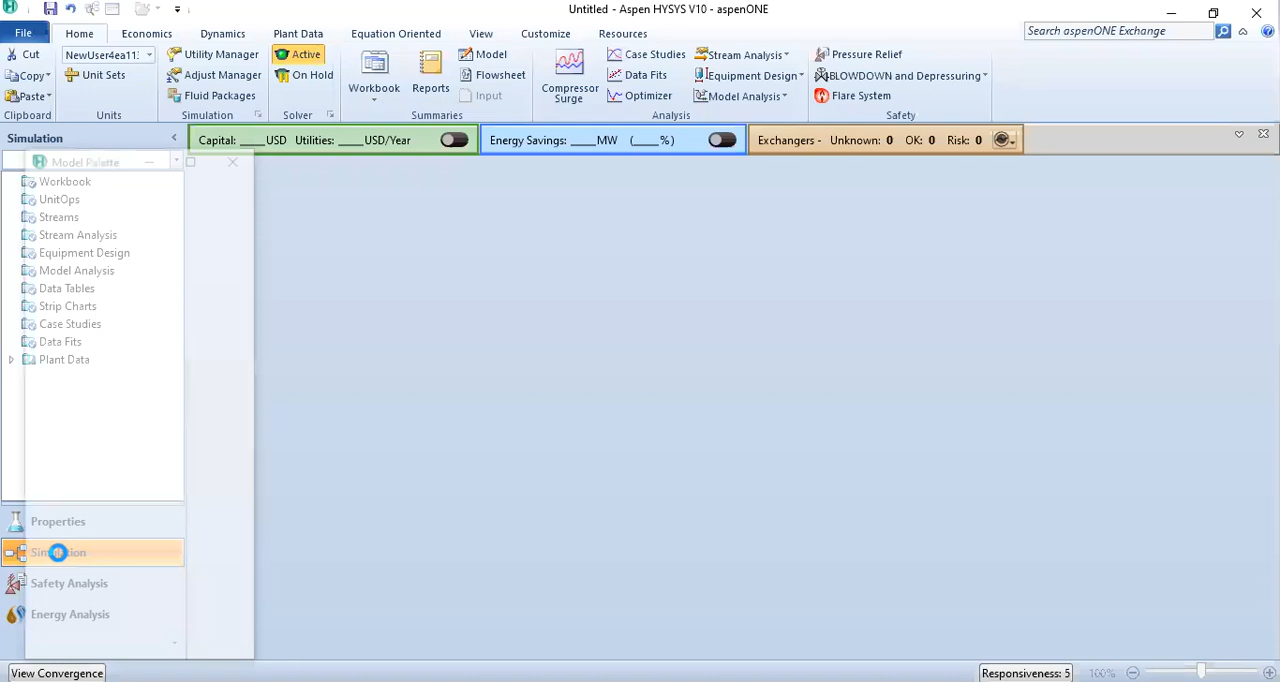 Untitled - Aspen HYSYS V10 - aspenONE
File Home Economics Dynamics Plant Data Equation Oriented View Customize Resources Search aspenONE Exchange
Cut NewUser4ea11: Utility Manager Active Model Case Studies Stream Analysis Pressure Relief
Copy Unit Sets Adjust Manager On Hold Workbook Reports Flowsheet Compressor Surge Data Fits Equipment Design BLOWDOWN and Depressuring
Paste Fluid Packages Input Optimizer Model Analysis Flare System
Clipboard Units Simulation Solver Summaries Analysis Safety
Simulation Capital: ____USD Utilities: ____USD/Year Energy Savings: ____MW (____%) Exchangers - Unknown: 0 OK: 0 Risk: 0
Model Palette
Workbook
UnitOps
Streams
Stream Analysis
Equipment Design
Model Analysis
Data Tables
Strip Charts
Case Studies
Data Fits
Plant Data
Properties
Simulation
Safety Analysis
Energy Analysis
View Convergence Responsiveness: 5 100%